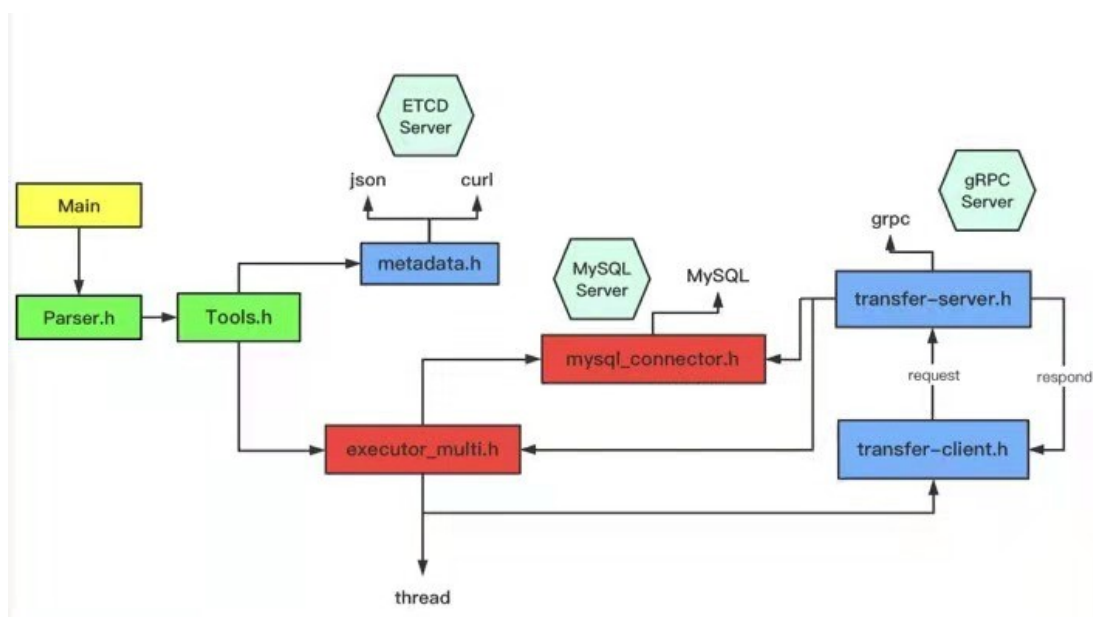 ETCD
Server
json
curl
gRPC
Server
Main
grpc
metadata.h
MySQL
Server
MySQL
transfer-server.h
Parser.h
Tools.h
mysql_connector.h
request
respond
executor_multi.h
transfer-client.h
thread